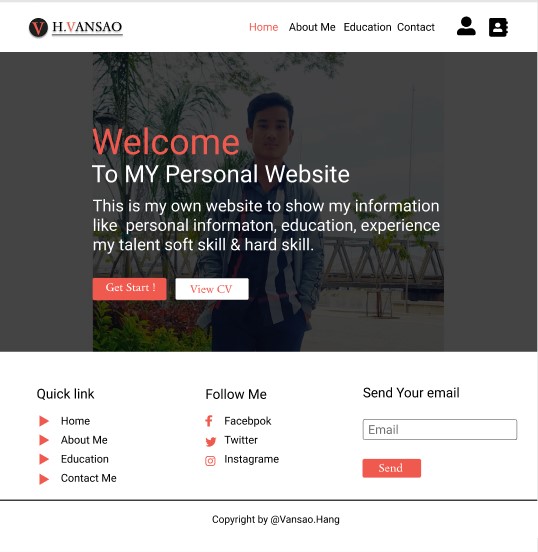 V H.VANSAO
Home About Me Education Contact
Welcome
To MY Personal Website
This is my own website to show my information
like personal informaton, education, experience
my talent soft skill & hard skill.
Get Start ! View CV
Quick link
Home
About Me
Education
Contact Me
Follow Me
Facebpok
Twitter
Instagrame
Send Your email
Email
Send
Copyright by @Vansao.Hang